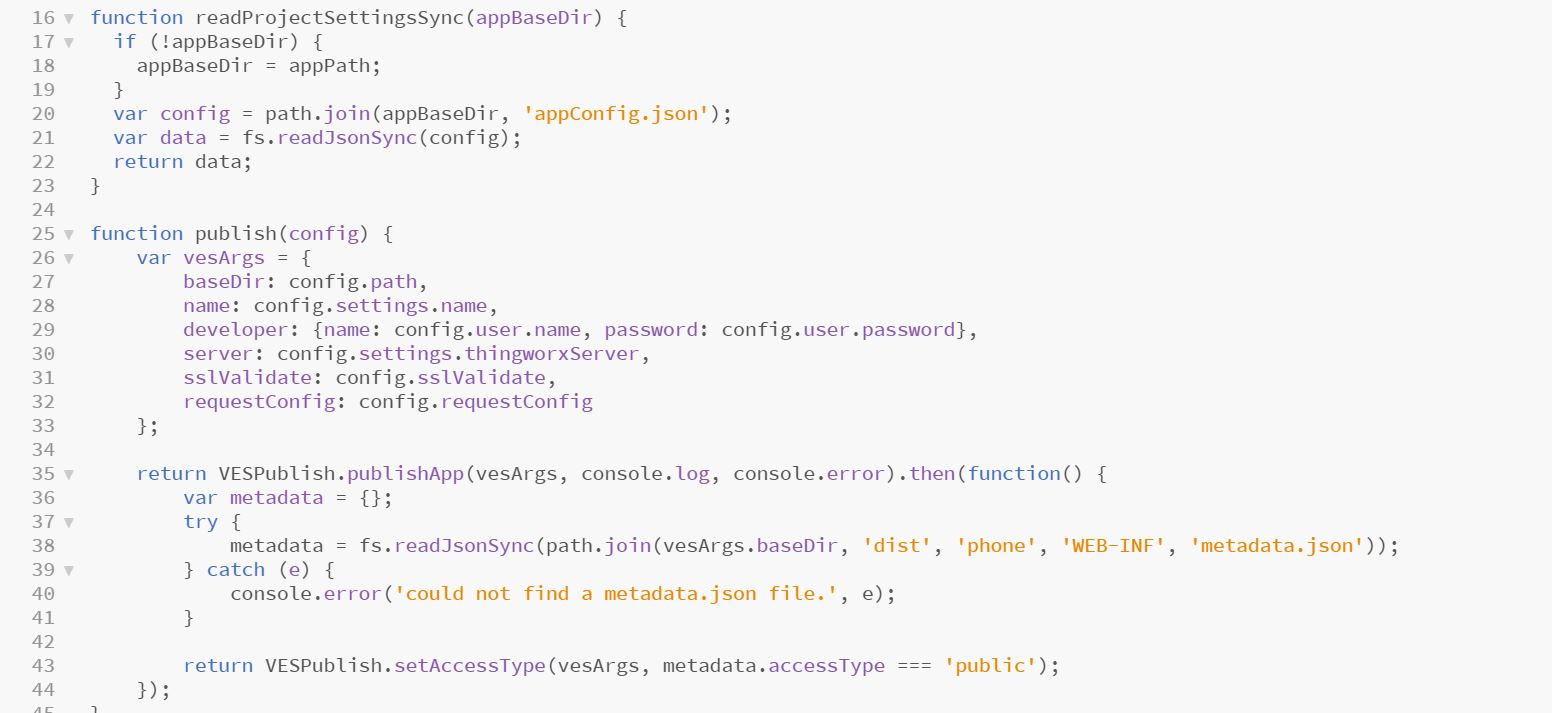 16 function readProjectSettingsSync(appBaseDir) {
17   if (!appBaseDir) {
18     appBaseDir = appPath;
19   }
20   var config = path.join(appBaseDir, 'appConfig.json');
21   var data = fs.readJsonSync(config);
22   return data;
23 }
24
25 function publish(config) {
26     var vesArgs = {
27         baseDir: config.path,
28         name: config.settings.name,
29         developer: {name: config.user.name, password: config.user.password},
30         server: config.settings.thingworxServer,
31         sslValidate: config.sslValidate,
32         requestConfig: config.requestConfig
33     };
34
35     return VESPublish.publishApp(vesArgs, console.log, console.error).then(function() {
36         var metadata = {};
37         try {
38             metadata = fs.readJsonSync(path.join(vesArgs.baseDir, 'dist', 'phone', 'WEB-INF', 'metadata.json'));
39         } catch (e) {
40             console.error('could not find a metadata.json file.', e);
41         }
42
43         return VESPublish.setAccessType(vesArgs, metadata.accessType === 'public');
44     });
45 }